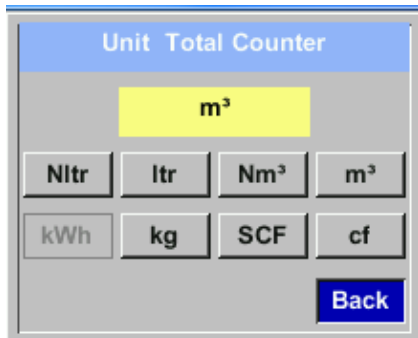 Unit Total Counter
m³
Nltr ltr Nm³ m³
kWh kg SCF cf
Back